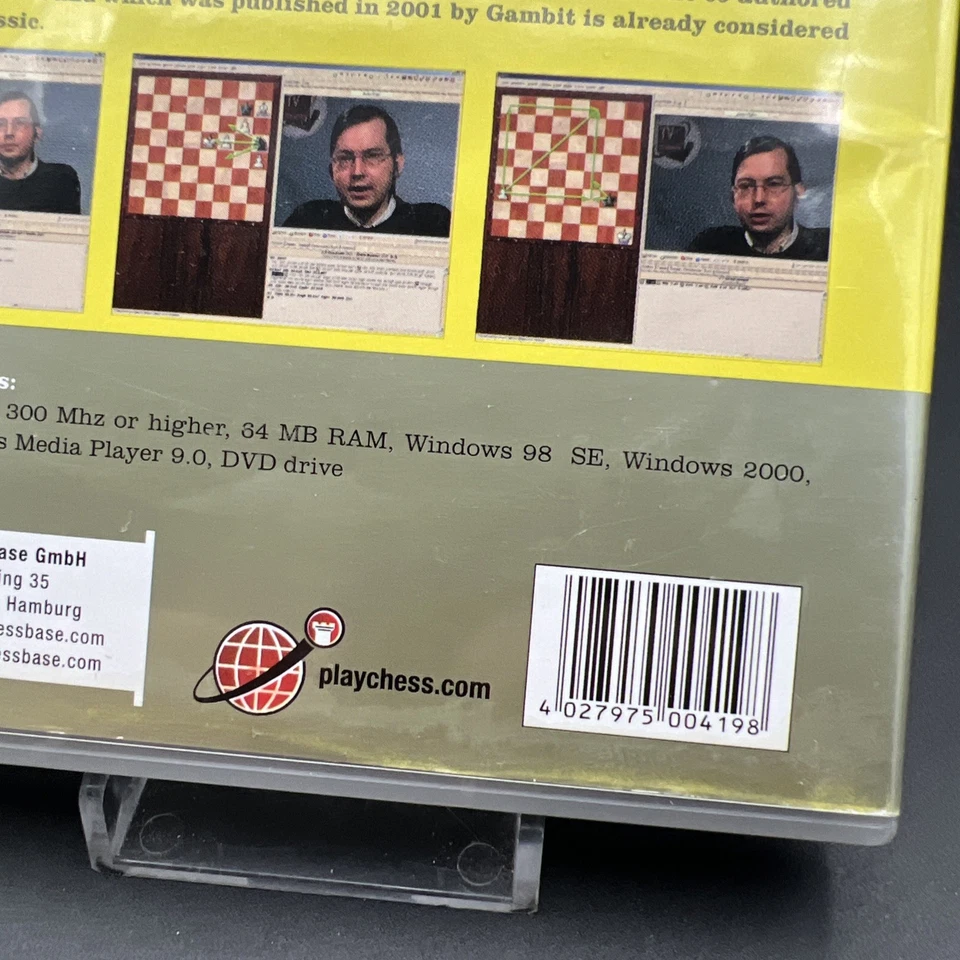 which was published in 2001 by Gambit is already considered
ssic.
s:
300 Mhz or higher, 64 MB RAM, Windows 98 SE, Windows 2000,
s Media Player 9.0, DVD drive
ase GmbH
ing 35
Hamburg
essbase.com
ssbase.com
playchess.com
4 027975 004198